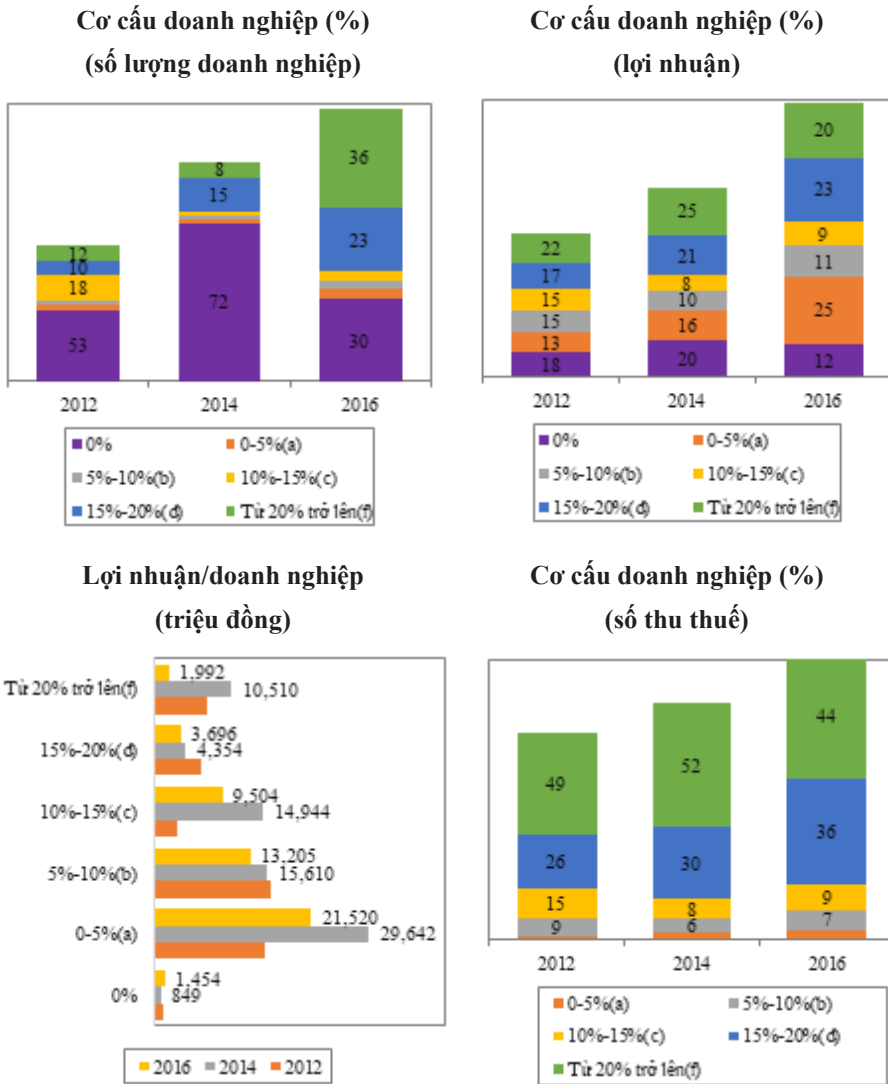 Cơ cấu doanh nghiệp (%)
(số lượng doanh nghiệp)
12
10
18
53
8
15
72
36
23
30
2012 2014 2016
0% 0-5%(a)
5%-10%(b) 10%-15%(c)
15%-20%(d) Từ 20% trở lên(f)
Cơ cấu doanh nghiệp (%)
(lợi nhuận)
22
17
15
15
13
18
25
21
8
10
16
20
20
23
9
11
25
12
2012 2014 2016
0% 0-5%(a)
5%-10%(b) 10%-15%(c)
15%-20%(đ) Từ 20% trở lên(f)
Lợi nhuận/doanh nghiệp
(triệu đồng)
Từ 20% trở lên(f) 1,992
10,510
15%-20%(đ) 3,696
4,354
10%-15%(c) 9,504
14,944
5%-10%(b) 13,205
15,610
0-5%(a) 21,520
29,642
0% 1,454
849
2016 2014 2012
Cơ cấu doanh nghiệp (%)
(số thu thuế)
49
26
15
9
52
30
8
6
44
36
9
7
2012 2014 2016
0-5%(a) 5%-10%(b)
10%-15%(c) 15%-20%(đ)
Từ 20% trở lên(f)